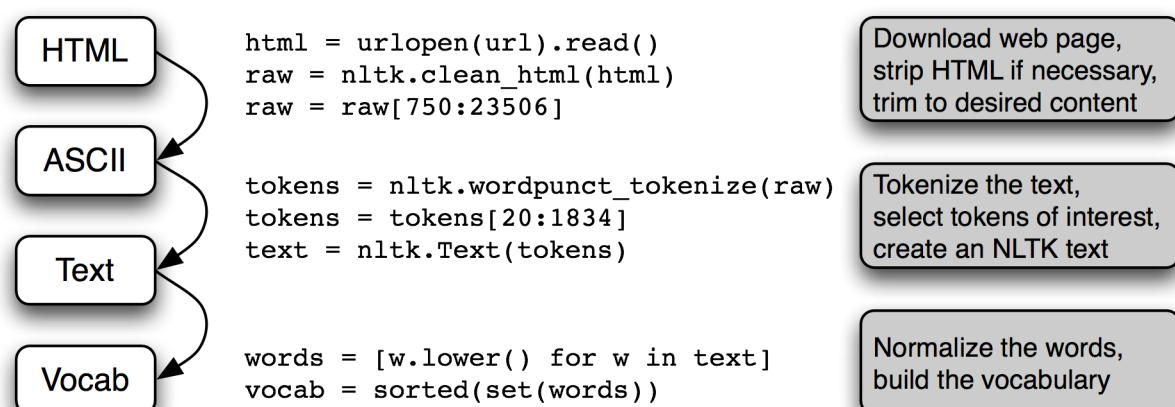 HTML
html = urlopen(url).read()
raw = nltk.clean_html(html)
raw = raw[750:23506]
Download web page,
strip HTML if necessary,
trim to desired content
ASCII
tokens = nltk.wordpunct_tokenize(raw)
tokens = tokens[20:1834]
text = nltk.Text(tokens)
Tokenize the text,
select tokens of interest,
create an NLTK text
Text
words = [w.lower() for w in text]
vocab = sorted(set(words))
Normalize the words,
build the vocabulary
Vocab